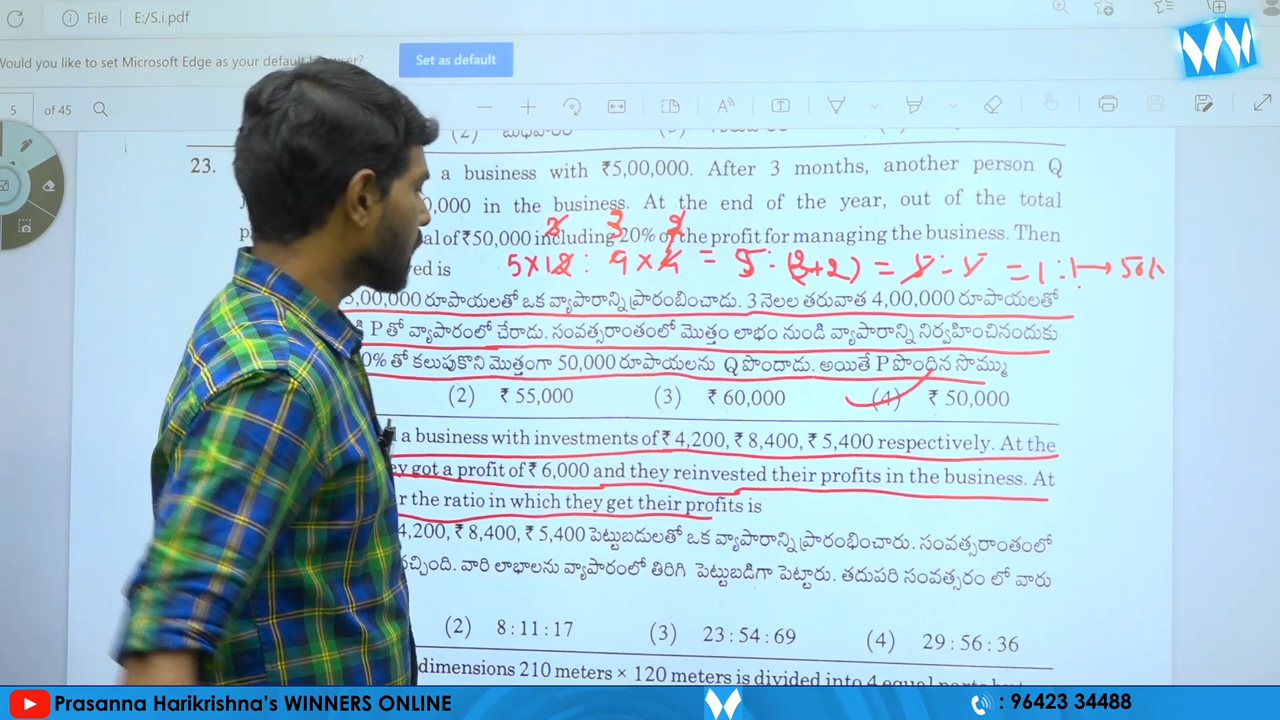 File E:/S.i.pdf
Would you like to set Microsoft Edge as your default browser? Set as default
5 of 45
23. a business with ₹5,00,000. After 3 months, another person Q
0,000 in the business. At the end of the year, out of the total
al of ₹50,000 including 20% of the profit for managing the business. Then
ved is
= 1 : 1 → 50%
5,00,000 రూపాయలతో ఒక వ్యాపారాన్ని ప్రారంబించాడు. 3 నెలల తరువాత 4,00,000 రూపాయలతో
P తో వ్యాపారంలో చేరాడు. సంవత్సరాంతంలో మొత్తం లాభం నుండి వ్యాపారాన్ని నిర్వహించినందుకు
0% తో కలుపుకొని మొత్తంగా 50,000 రూపాయలను Q పొందాడు. అయితే P పొందిన సొమ్ము
(2) ₹ 55,000 (3) ₹ 60,000 (4) ₹ 50,000
a business with investments of ₹ 4,200, ₹ 8,400, ₹ 5,400 respectively. At the
ey got a profit of ₹ 6,000 and they reinvested their profits in the business. At
r the ratio in which they get their profits is
4,200, ₹ 8,400, ₹ 5,400 పెట్టుబడులతో ఒక వ్యాపారాన్ని ప్రారంభించారు. సంవత్సరాంతంలో
చ్చింది. వారి లాభాలను వ్యాపారంలో తిరిగి పెట్టుబడిగా పెట్టారు. తదుపరి సంవత్సరం లో వారు
(2) 8 : 11 : 17 (3) 23 : 54 : 69 (4) 29 : 56 : 36
dimensions 210 meters × 120 meters is divided into 4 equal parts
Prasanna Harikrishna's WINNERS ONLINE : 96423 34488